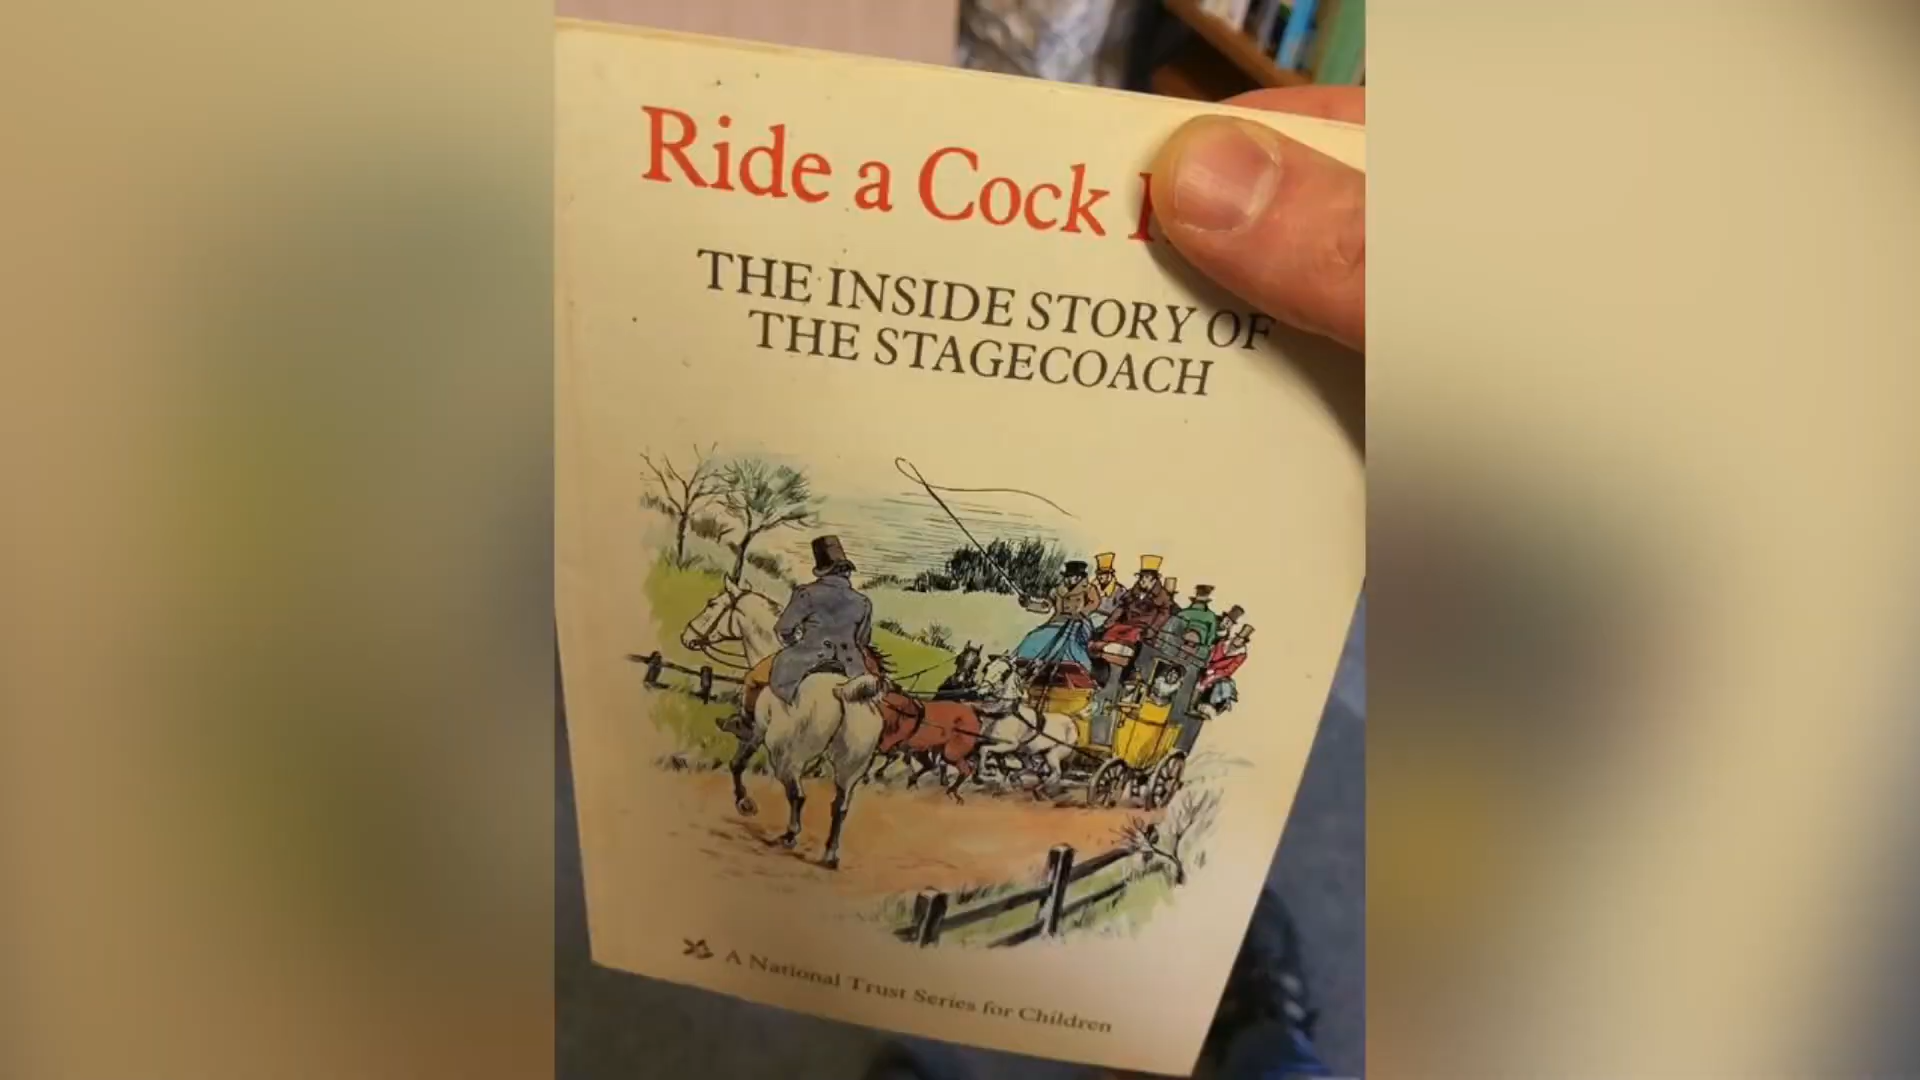 Ride a Cock
THE INSIDE STORY OF
THE STAGECOACH
A National Trust Series for Children